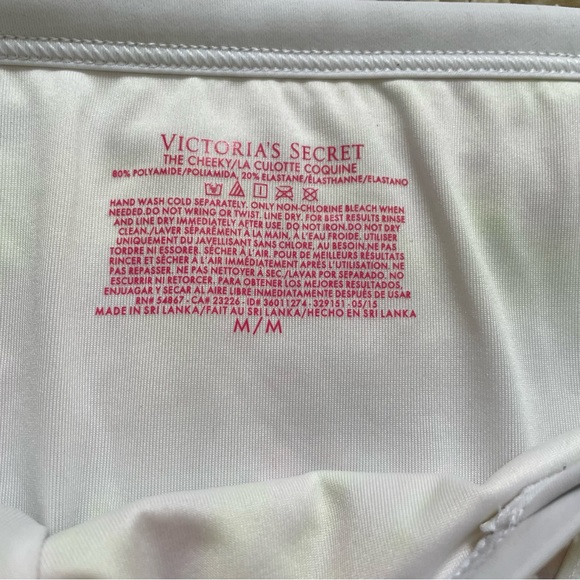 VICTORIA'S SECRET
THE CHEEKY/LA CULOTTE COQUINE
80% POLYAMIDE/POLIAMIDA, 20% ELASTANE/ÉLASTHANNE/ELASTANO
HAND WASH COLD SEPARATELY. ONLY NON-CHLORINE BLEACH WHEN
NEEDED.DO NOT WRING OR TWIST. LINE DRY. FOR BEST RESULTS RINSE
AND LINE DRY IMMEDIATELY AFTER USE. DO NOT IRON.DO NOT DRY
CLEAN./LAVER SÉPARÉMENT À LA MAIN, À L'EAU FROIDE. UTILISER
UNIQUEMENT DU JAVELLISANT SANS CHLORE, AU BESOIN.NE PAS
TORDRE NI ESSORER. SÉCHER À L'AIR. POUR DE MEILLEURS RÉSULTATS
RINCER ET SÉCHER À L'AIR IMMÉDIATEMENT APRÈS L'UTILISATION. NE
PAS REPASSER. NE PAS NETTOYER À SEC./LAVAR POR SEPARADO. NO
ESCURRIR NI RETORCER. PARA OBTENER LOS MEJORES RESULTADOS,
ENJUAGAR Y SECAR AL AIRE LIBRE INMEDIATAMENTE DESPUÉS DE USAR
RN# 54867 - CA# 23226 - ID# 36011274 - 329151 - 05/15
MADE IN SRI LANKA/FAIT AU SRI LANKA/HECHO EN SRI LANKA
M/M